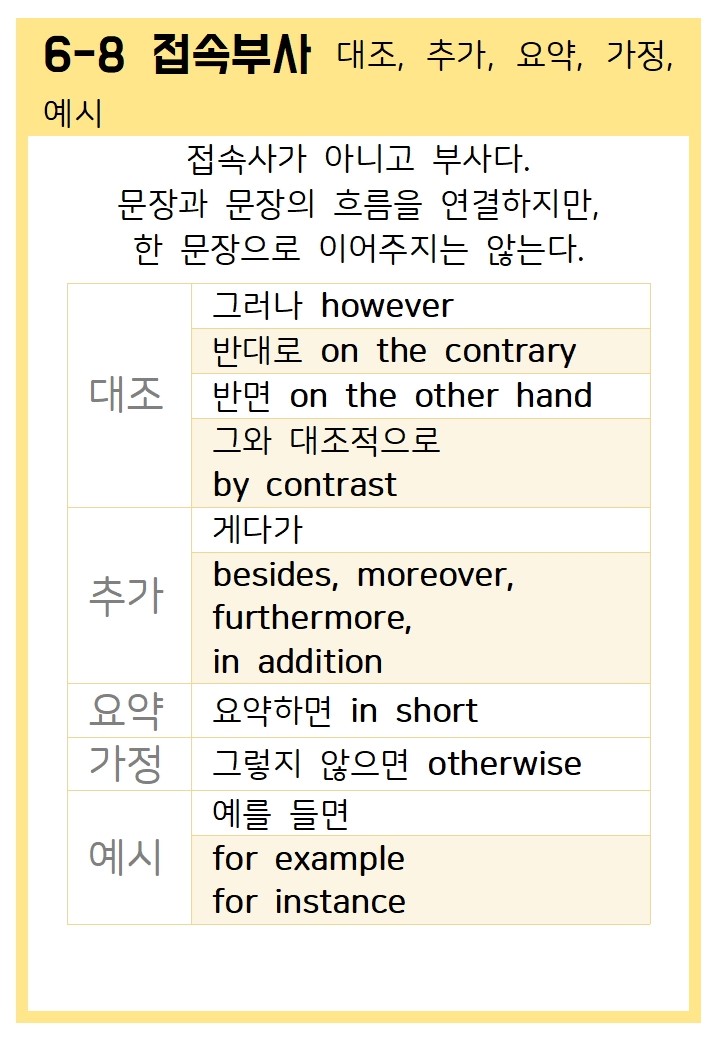 6-8 접속부사 대조, 추가, 요약, 가정,
예시
접속사가 아니고 부사다.
문장과 문장의 흐름을 연결하지만,
한 문장으로 이어주지는 않는다.
대조
그러나 however
반대로 on the contrary
반면 on the other hand
그와 대조적으로
by contrast
추가
게다가
besides, moreover,
furthermore,
in addition
요약
요약하면 in short
가정
그렇지 않으면 otherwise
예시
예를 들면
for example
for instance